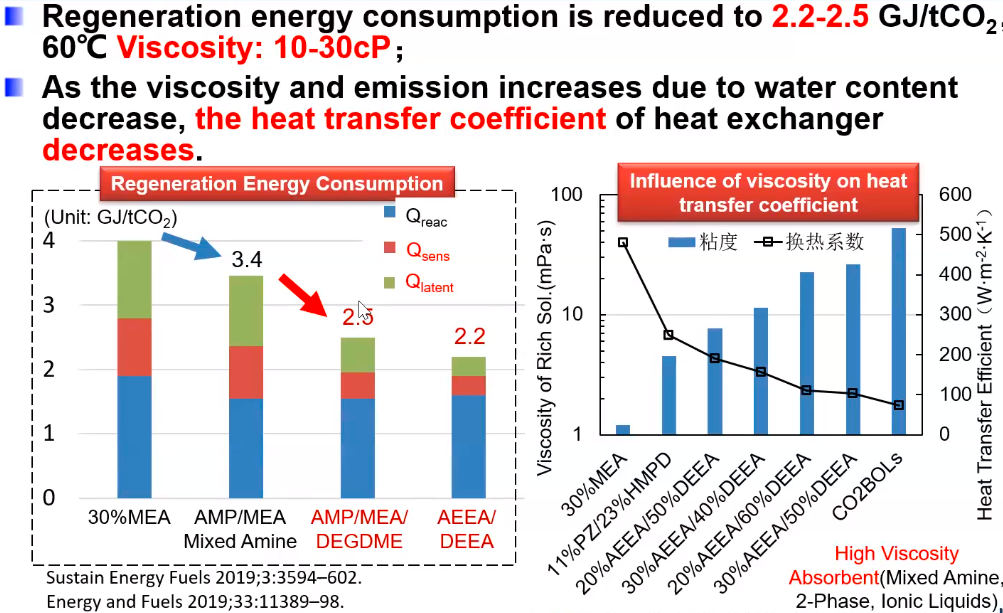 Regeneration energy consumption is reduced to 2.2-2.5 GJ/tCO2,
60℃ Viscosity: 10-30cP；
As the viscosity and emission increases due to water content
decrease, the heat transfer coefficient of heat exchanger
decreases.
Regeneration Energy Consumption
(Unit: GJ/tCO2)
Qreac
Qsens
Qlatent
4
3
2
1
0
3.4
2.5
2.2
30%MEA
AMP/MEA
Mixed Amine
AMP/MEA/
DEGDME
AEEA/
DEEA
Sustain Energy Fuels 2019;3:3594–602.
Energy and Fuels 2019;33:11389–98.
Influence of viscosity on heat
transfer coefficient
粘度
换热系数
Viscosity of Rich Sol.(mPa·s)
100
10
1
600
500
400
300
200
100
0
Heat Transfer Efficient（W·m-2·K-1）
30%MEA
11%PZ/23%HMPD
20%AEEA/50%DEEA
30%AEEA/40%DEEA
20%AEEA/60%DEEA
30%AEEA/50%DEEA
CO2BOLs
High Viscosity
Absorbent(Mixed Amine,
2-Phase, Ionic Liquids),